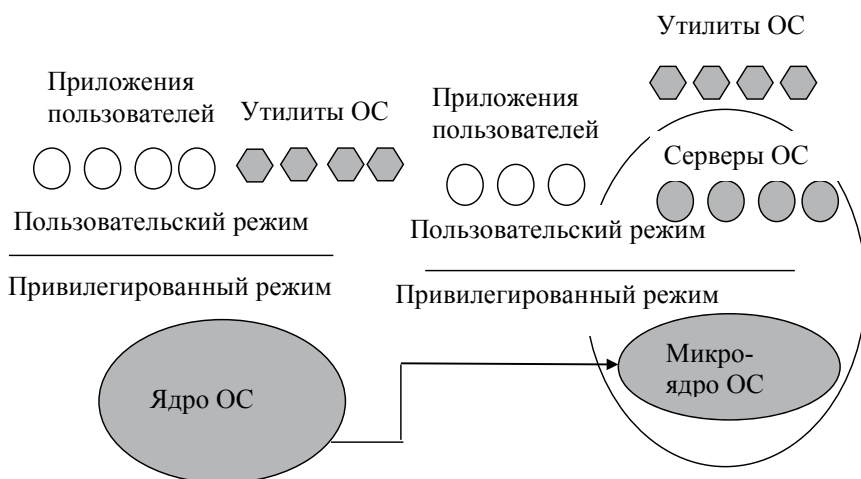 Приложения
пользователей
Утилиты ОС
Пользовательский режим
Привилегированный режим
Ядро ОС
Утилиты ОС
Приложения
пользователей
Серверы ОС
Пользовательский режим
Привилегированный режим
Микро-
ядро ОС